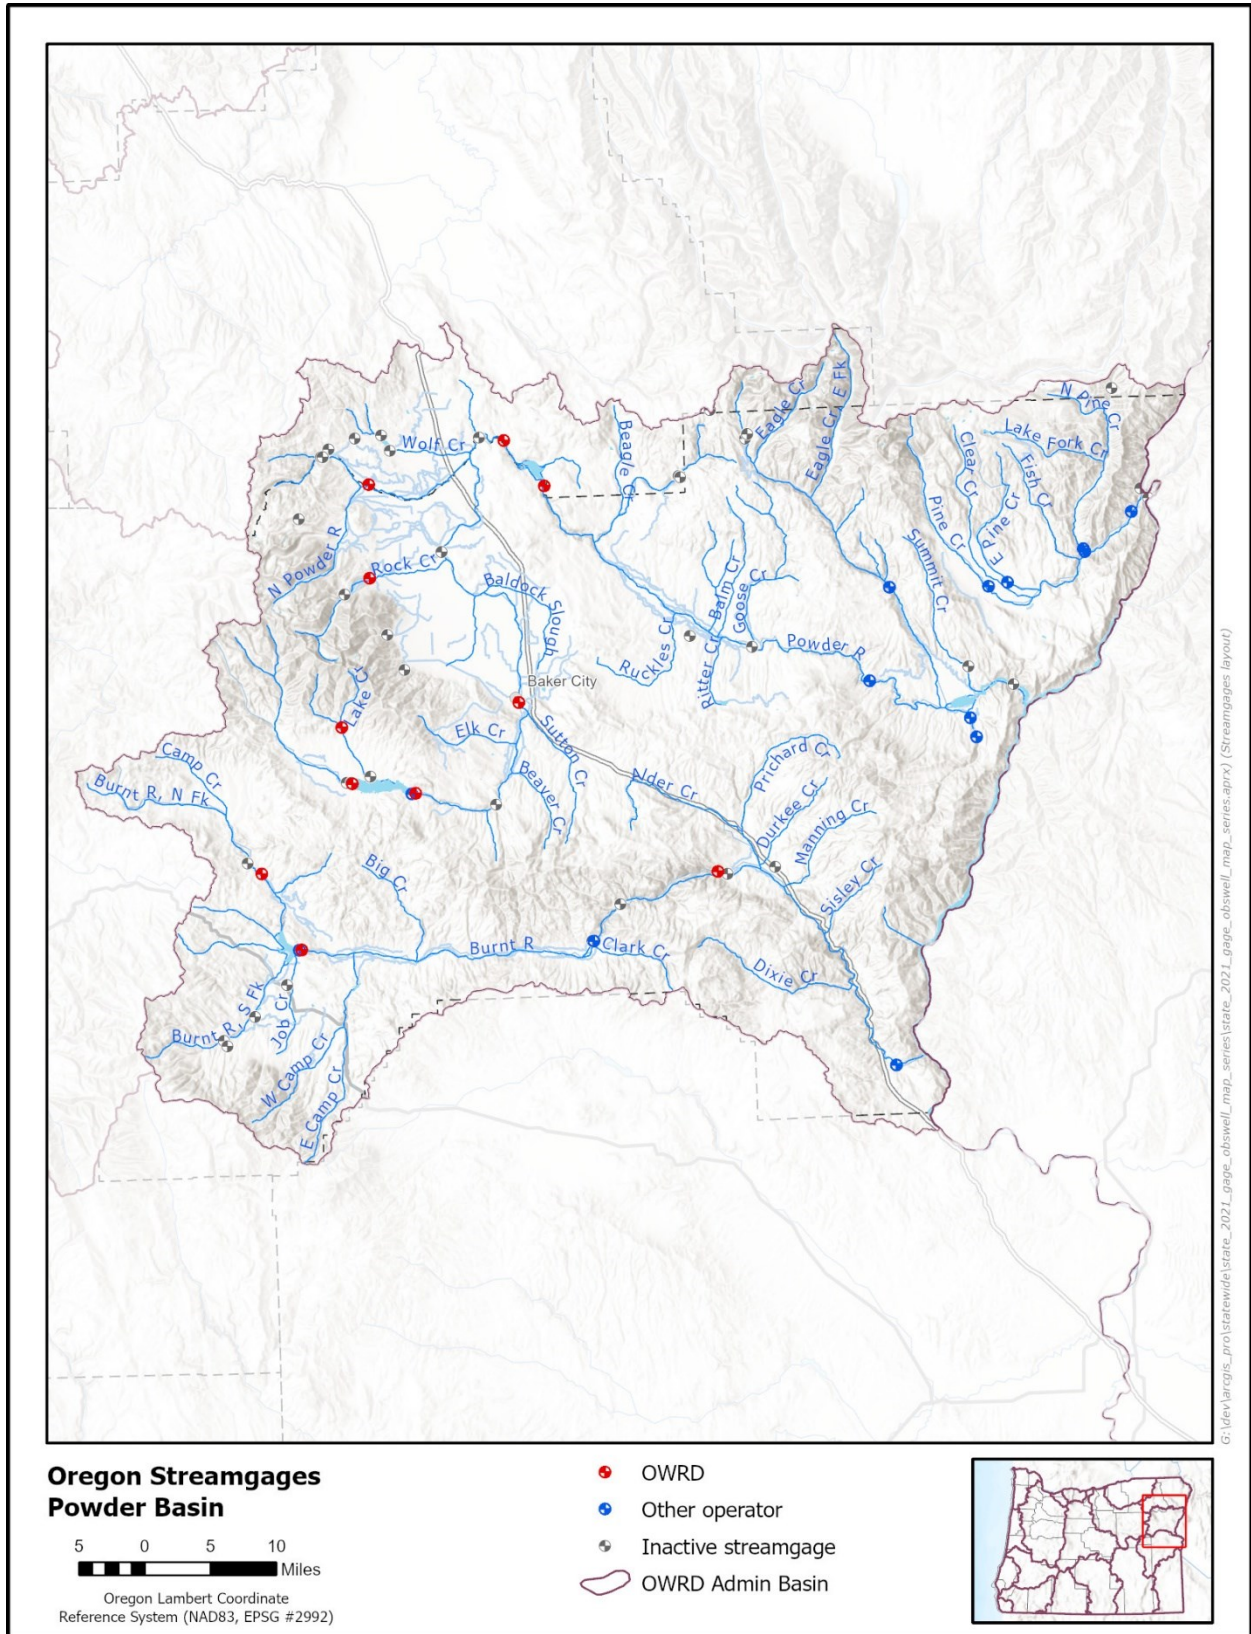 N Pine Cr
Eagle Cr
Eagle Cr, E Fk
Beagle Cr
Wolf Cr
Lake Fork Cr
Clear Cr
Fish Cr
Pine Cr
E Pine Cr
Summit Cr
N Powder R
Rock Cr
Baldock Slough
Balm Cr
Goose Cr
Ruckles Cr
Ritter Cr
Powder R
Baker City
Lake Cr
Elk Cr
Sutton Cr
Beaver Cr
Alder Cr
Prichard Cr
Durkee Cr
Manning Cr
Sisley Cr
Camp Cr
Burnt R, N Fk
Big Cr
Burnt R
Clark Cr
Dixie Cr
Burnt R, S Fk
Job Cr
W Camp Cr
E Camp Cr
G:\dev\arcgis_pro\statewide\state_2021_gage_obswell_map_series\state_2021_gage_obswell_map_series.aprx) (Streamgages layout)
Oregon Streamgages
Powder Basin
5 0 5 10
Miles
Oregon Lambert Coordinate
Reference System (NAD83, EPSG #2992)
OWRD
Other operator
Inactive streamgage
OWRD Admin Basin